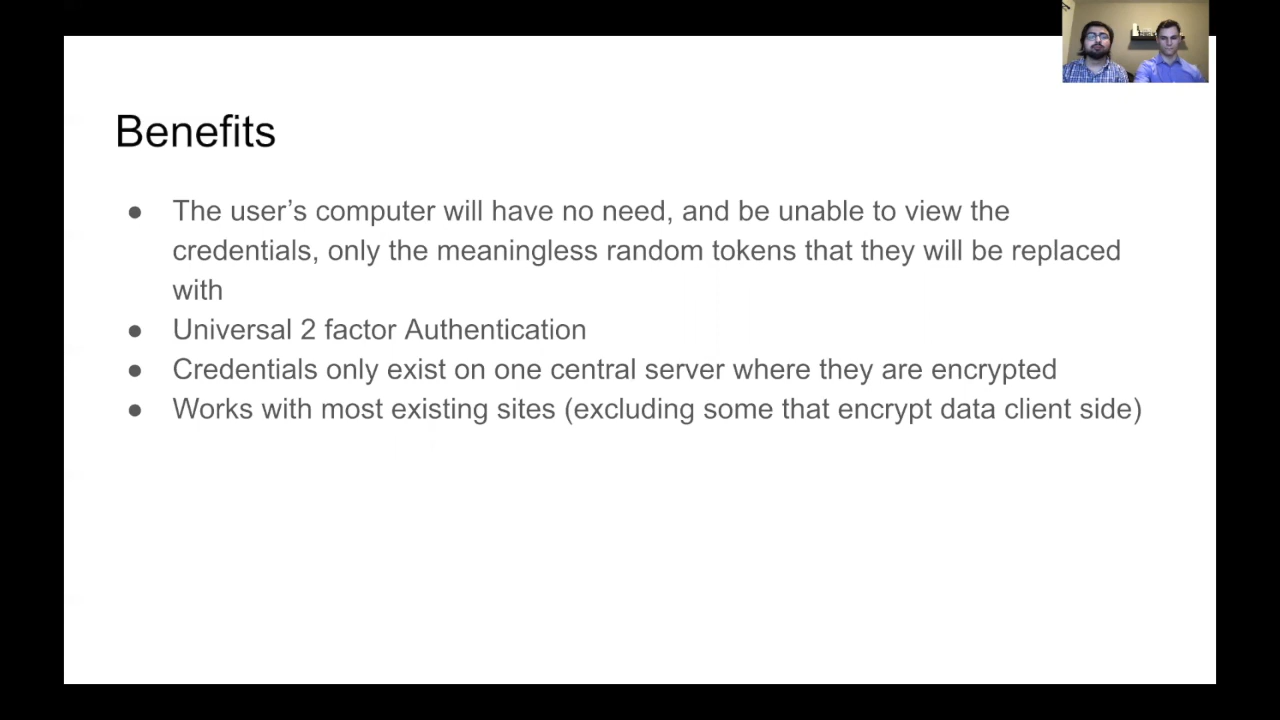 Benefits
● The user’s computer will have no need, and be unable to view the
credentials, only the meaningless random tokens that they will be replaced
with
● Universal 2 factor Authentication
● Credentials only exist on one central server where they are encrypted
● Works with most existing sites (excluding some that encrypt data client side)